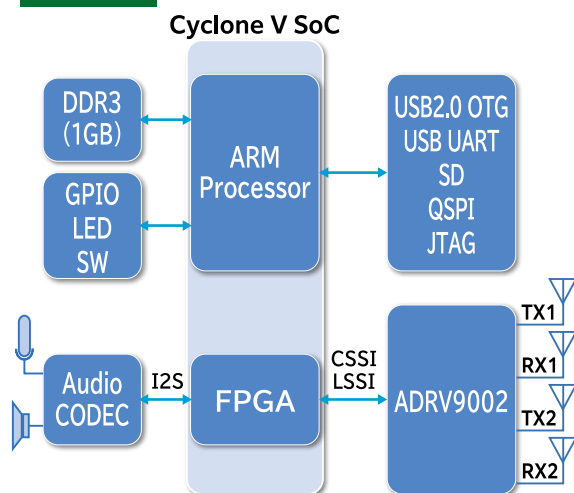 Cyclone V SoC
DDR3
(1GB)
GPIO
LED
SW
ARM
Processor
USB2.0 OTG
USB UART
SD
QSPI
JTAG
Audio
CODEC
I2S
FPGA
CSSI
LSSI
ADRV9002
TX1
RX1
TX2
RX2